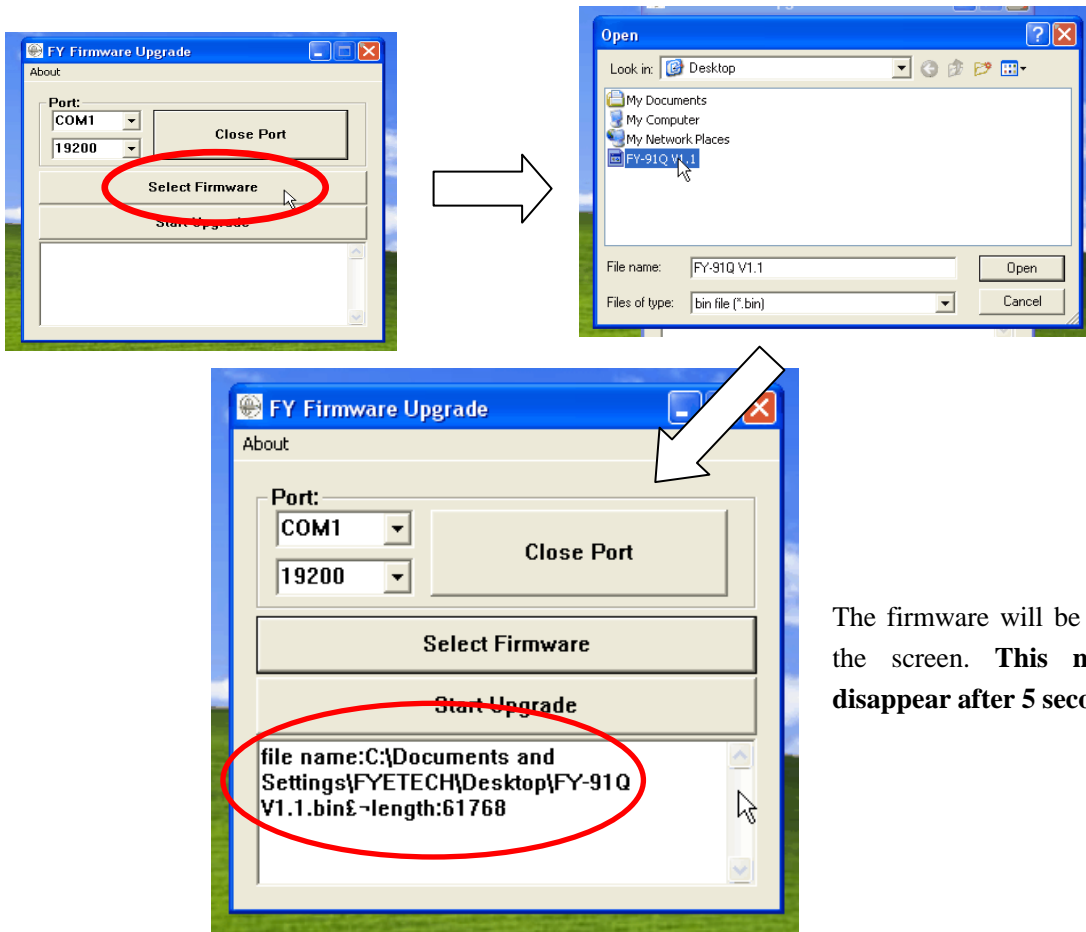 FY Firmware Upgrade
About
Port:
COM1
19200
Close Port
Select Firmware
Start Upgrade
Open
Look in: Desktop
My Documents
My Computer
My Network Places
FY-91Q V1.1
File name: FY-91Q V1.1
Open
Files of type: bin file (*.bin)
Cancel
FY Firmware Upgrade
About
Port:
COM1
19200
Close Port
Select Firmware
Start Upgrade
file name:C:\Documents and
Settings\FYETECH\Desktop\FY-91Q
V1.1.bin£¬length:61768
The firmware will be
the screen. This
disappear after 5